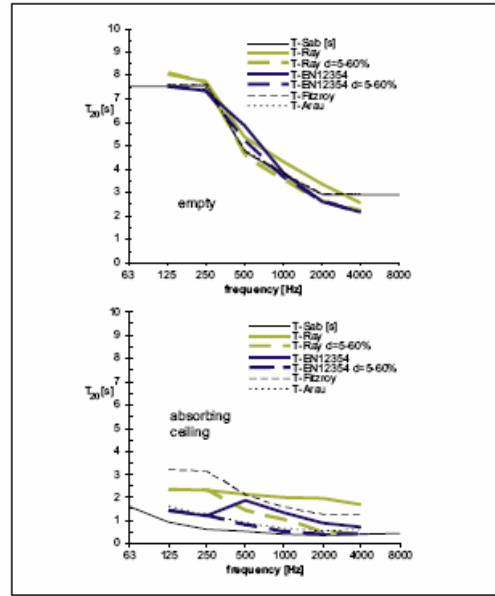 10
9
8
7
6
5
4
3
2
1
0
T₂₀ [s]
T-Sab [s]
T-Ray
T-Ray d=5-60%
T-EN12354
T-EN12354 d=5-60%
T-Fitzroy
T-Arau
empty
63 125 250 500 1000 2000 4000 8000
frequency [Hz]
10
9
8
7
6
5
4
3
2
1
0
T₂₀ [s]
T-Sab [s]
T-Ray
T-Ray d=5-60%
T-EN12354
T-EN12354 d=5-60%
T-Fitzroy
T-Arau
absorbing
ceiling
63 125 250 500 1000 2000 4000 8000
frequency [Hz]